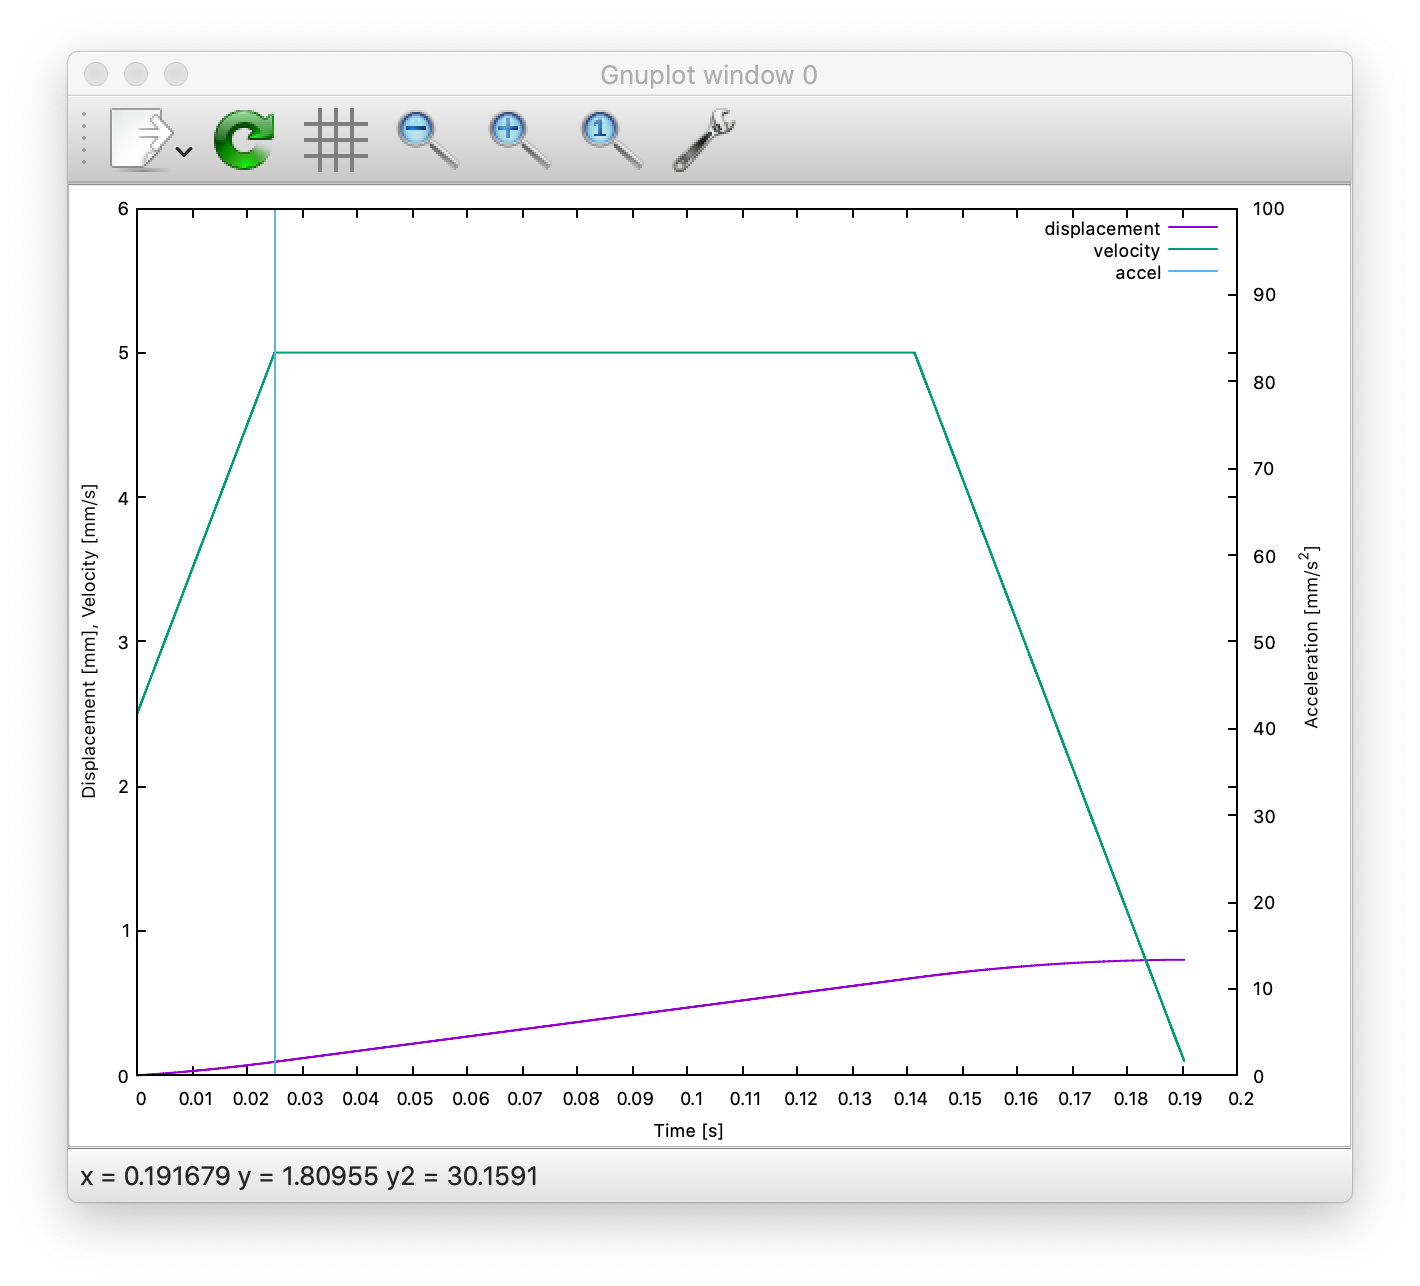 Gnuplot window 0
1
6
5
4
3
2
1
0
100
90
80
70
60
50
40
30
20
10
0
displacement
velocity
accel
Displacement [mm], Velocity [mm/s]
Acceleration [mm/s²]
0 0.01 0.02 0.03 0.04 0.05 0.06 0.07 0.08 0.09 0.1 0.11 0.12 0.13 0.14 0.15 0.16 0.17 0.18 0.19 0.2
Time [s]
x = 0.191679 y = 1.80955 y2 = 30.1591